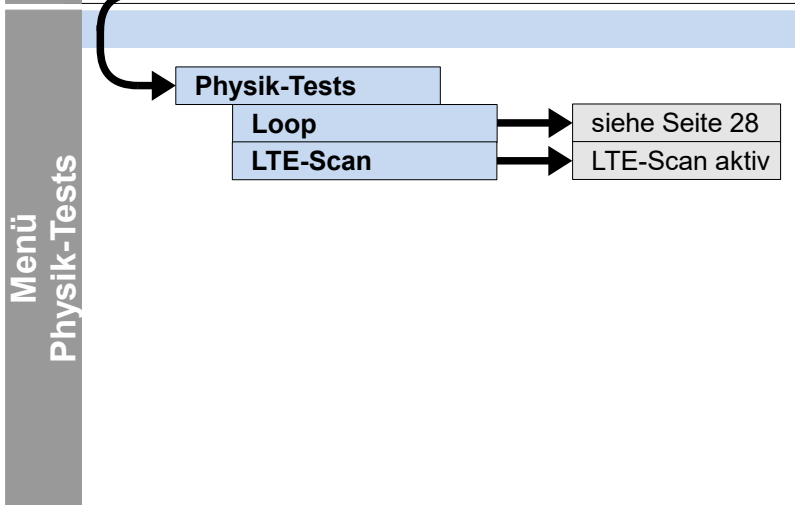 Menü
Physik-Tests
Physik-Tests
Loop
siehe Seite 28
LTE-Scan
LTE-Scan aktiv